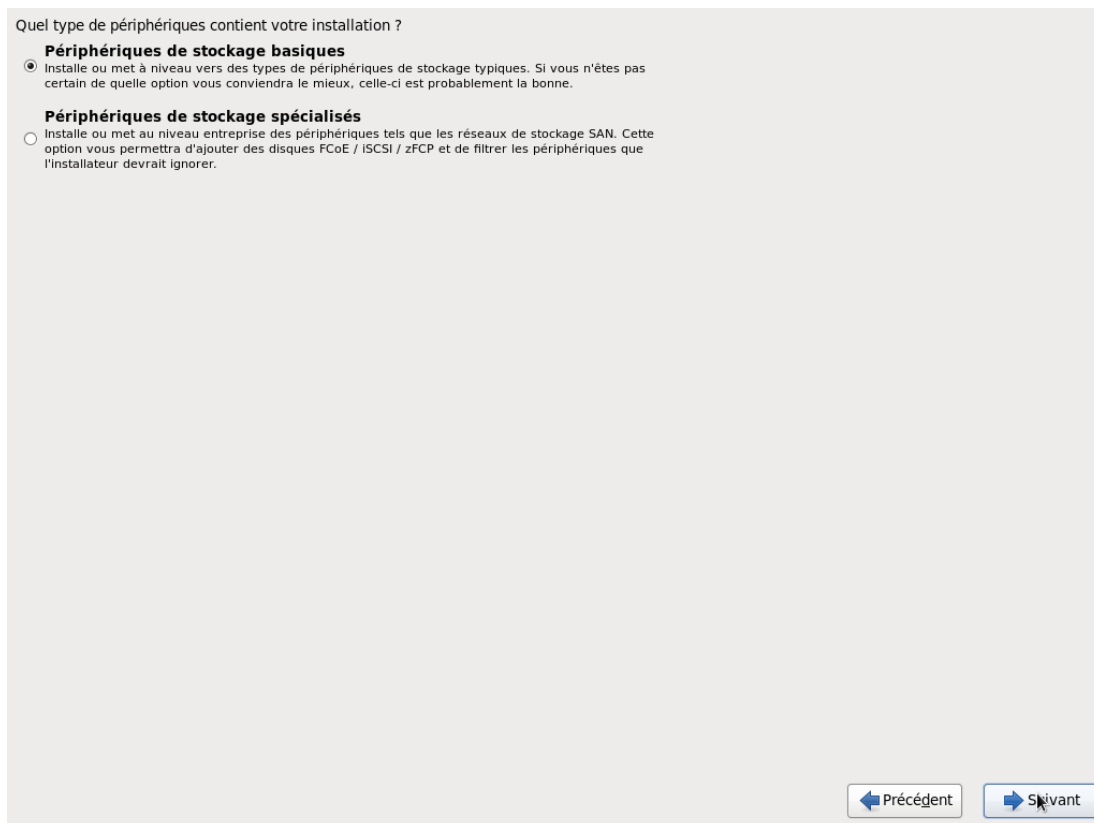 Quel type de périphériques contient votre installation ?
Périphériques de stockage basiques
Installe ou met à niveau vers des types de périphériques de stockage typiques. Si vous n'êtes pas
certain de quelle option vous conviendra le mieux, celle-ci est probablement la bonne.
Périphériques de stockage spécialisés
Installe ou met au niveau entreprise des périphériques tels que les réseaux de stockage SAN. Cette
option vous permettra d'ajouter des disques FCoE / iSCSI / zFCP et de filtrer les périphériques que
l'installateur devrait ignorer.
Précédent
Suivant